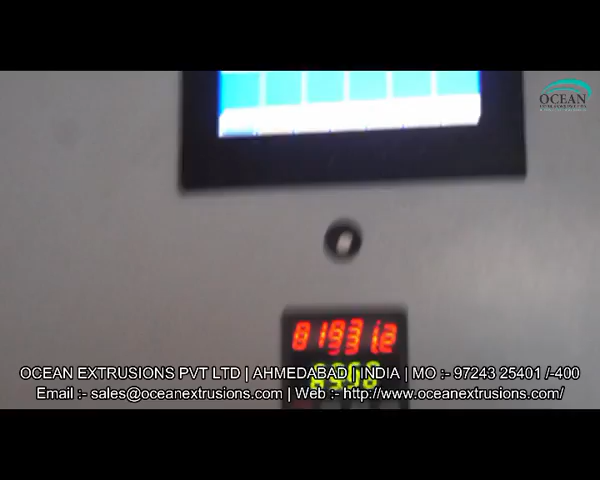 OCEAN
OCEAN EXTRUSIONS PVT LTD | AHMEDABAD | INDIA | MO :- 97243 25401 /-400
Email :- sales@oceanextrusions.com | Web :- http://www.oceanextrusions.com/